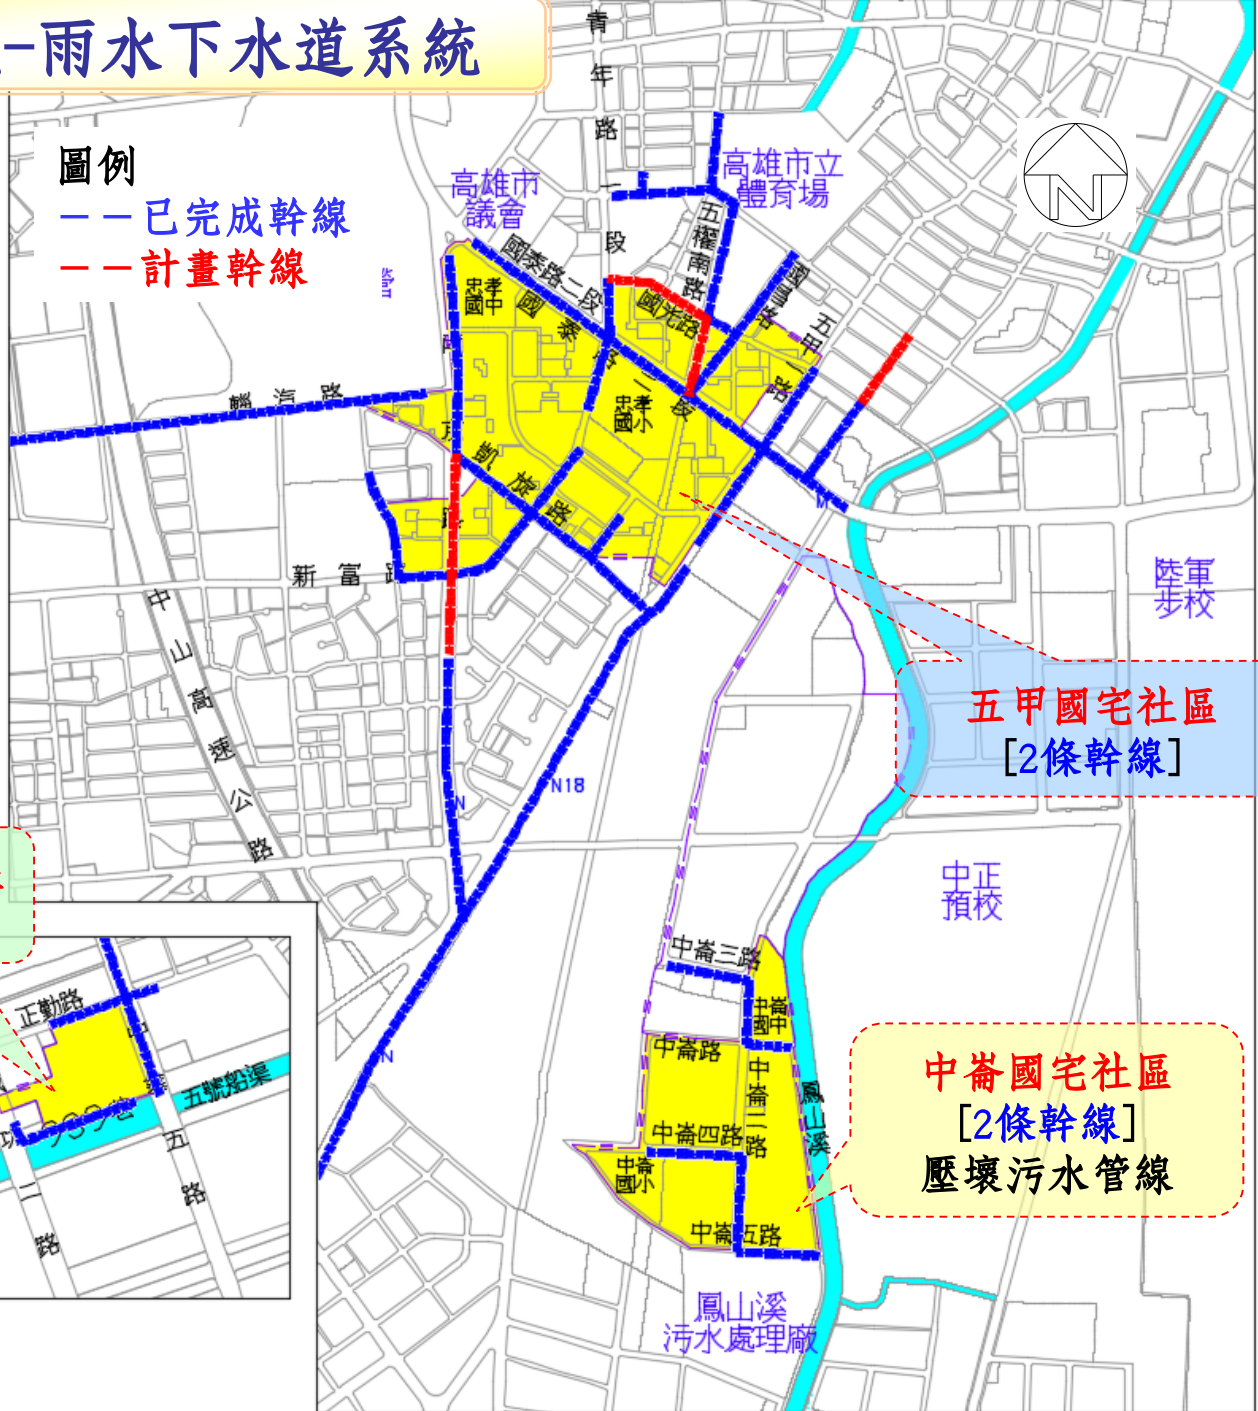 -雨水下水道系統
圖例
－－已完成幹線
－－計畫幹線
青年路一段
高雄市
議會
高雄市立
體育場
國泰路二段
五權南路
國光路
國昌路
五甲一路
忠孝
國中
國泰路二段
忠孝
國小
凱旋路
新富路
中山高速公路
M
陸軍
步校
五甲國宅社區
[2條幹線]
N18
N
中正
預校
中崙三路
中崙
國中
N
正勤路
五號船渠
五路
二路
中崙路
中崙二路
鳳山溪
中崙四路
中崙
國小
中崙五路
中崙國宅社區
[2條幹線]
壓壞污水管線
鳳山溪
污水處理廠